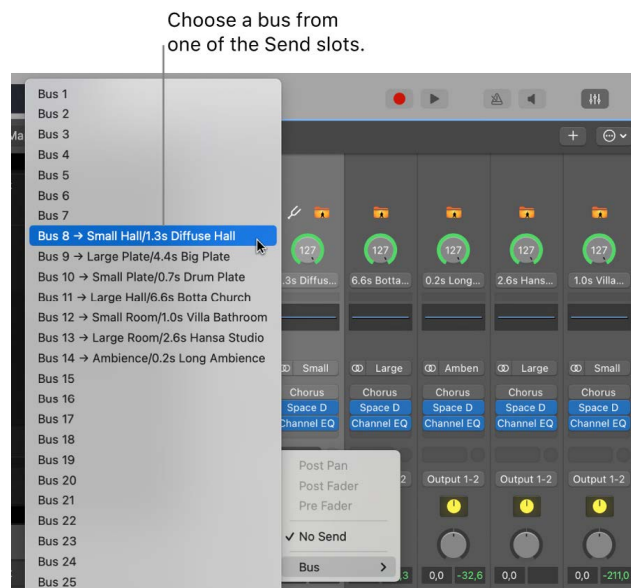 Choose a bus from
one of the Send slots.
Bus 1
Bus 2
Bus 3
Bus 4
Bus 5
Bus 6
Bus 7
Bus 8 → Small Hall/1.3s Diffuse Hall
Bus 9 → Large Plate/4.4s Big Plate
Bus 10 → Small Plate/0.7s Drum Plate
Bus 11 → Large Hall/6.6s Botta Church
Bus 12 → Small Room/1.0s Villa Bathroom
Bus 13 → Large Room/2.6s Hansa Studio
Bus 14 → Ambience/0.2s Long Ambience
Bus 15
Bus 16
Bus 17
Bus 18
Bus 19
Bus 20
Bus 21
Bus 22
Bus 23
Bus 24
Bus 25
Ma
127 127 127 127 127
.3s Diffus... 6.6s Botta... 0.2s Long... 2.6s Hans... 1.0s Villa...
Small Large Amben Large Small
Chorus Chorus Chorus Chorus Chorus
Space D Space D Space D Space D Space D
Channel EQ Channel EQ Channel EQ Channel EQ Channel EQ
Post Pan
Post Fader
Pre Fader
✓ No Send
Bus >
2 Output 1-2 Output 1-2 Output 1-2
,3 0,0 -32,6 0,0 0,0 -211,0